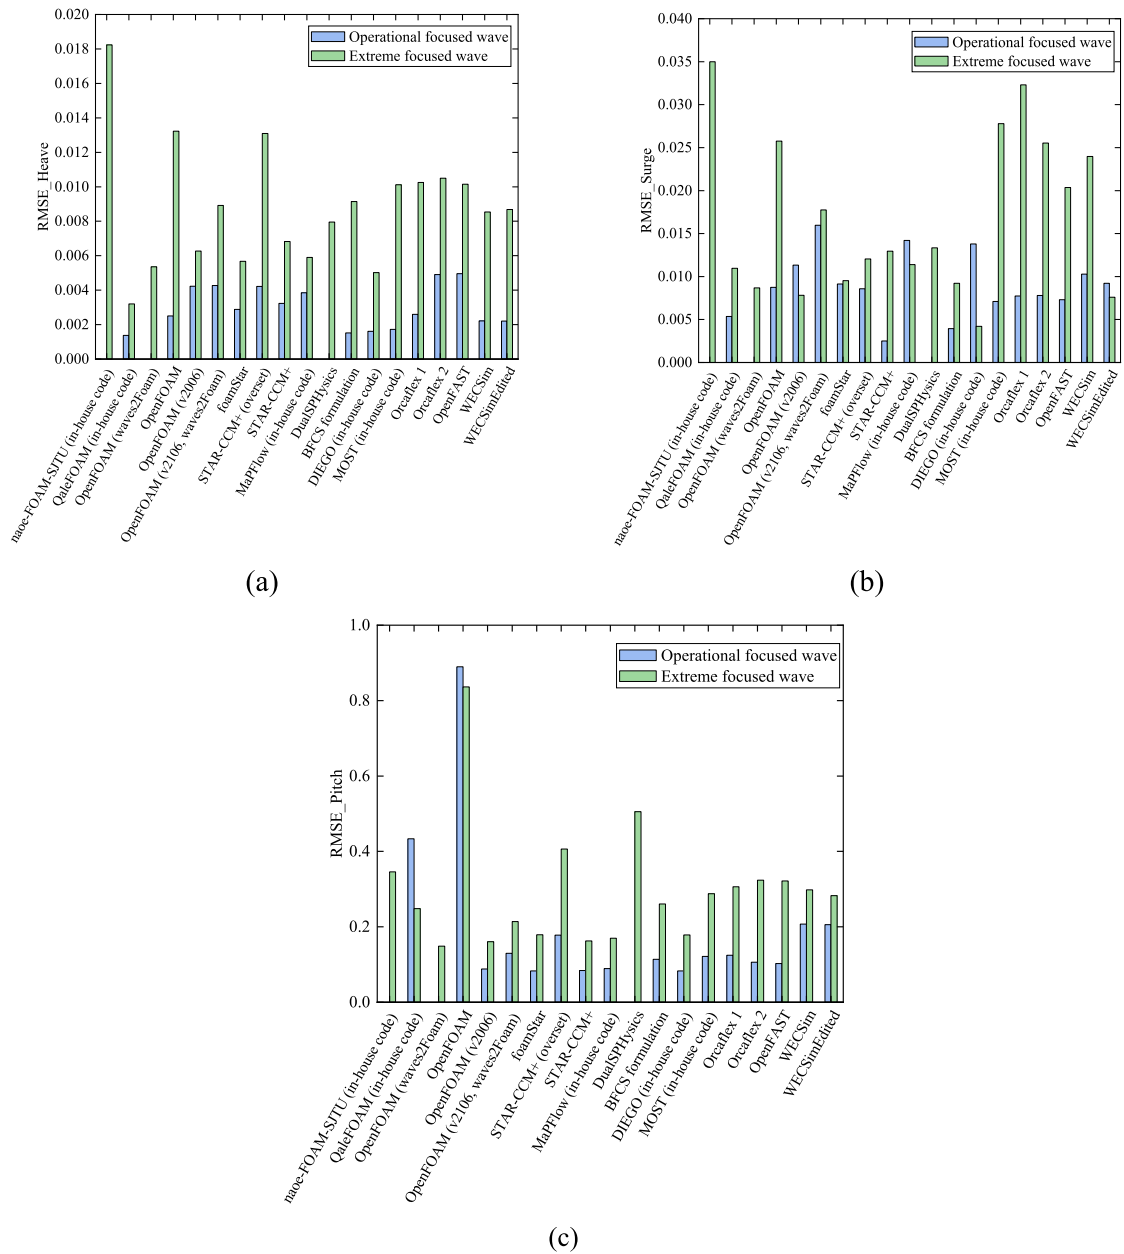 0.020
0.018
0.016
0.014
0.012
0.010
0.008
0.006
0.004
0.002
0.000
RMSE_Heave
Operational focused wave
Extreme focused wave
naoe-FOAM-SJTU (in-house code)
QaleFOAM (in-house code)
OpenFOAM (waves2Foam)
OpenFOAM
OpenFOAM (v2006)
OpenFOAM (v2106, waves2Foam)
foamStar
STAR-CCM+ (overset)
STAR-CCM+
MaPFlow (in-house code)
DualSPHysics
BFCS formulation
DIEGO (in-house code)
MOST (in-house code)
Orcaflex 1
Orcaflex 2
OpenFAST
WECSim
WECSimEdited
(a)
0.040
0.035
0.030
0.025
0.020
0.015
0.010
0.005
0.000
RMSE_Surge
Operational focused wave
Extreme focused wave
naoe-FOAM-SJTU (in-house code)
QaleFOAM (in-house code)
OpenFOAM (waves2Foam)
OpenFOAM
OpenFOAM (v2006)
OpenFOAM (v2106, waves2Foam)
foamStar
STAR-CCM+ (overset)
STAR-CCM+
MaPFlow (in-house code)
DualSPHysics
BFCS formulation
DIEGO (in-house code)
MOST (in-house code)
Orcaflex 1
Orcaflex 2
OpenFAST
WECSim
WECSimEdited
(b)
1.0
0.8
0.6
0.4
0.2
0.0
RMSE_Pitch
Operational focused wave
Extreme focused wave
naoe-FOAM-SJTU (in-house code)
QaleFOAM (in-house code)
OpenFOAM (waves2Foam)
OpenFOAM
OpenFOAM (v2006)
OpenFOAM (v2106, waves2Foam)
foamStar
STAR-CCM+ (overset)
STAR-CCM+
MaPFlow (in-house code)
DualSPHysics
BFCS formulation
DIEGO (in-house code)
MOST (in-house code)
Orcaflex 1
Orcaflex 2
OpenFAST
WECSim
WECSimEdited
(c)